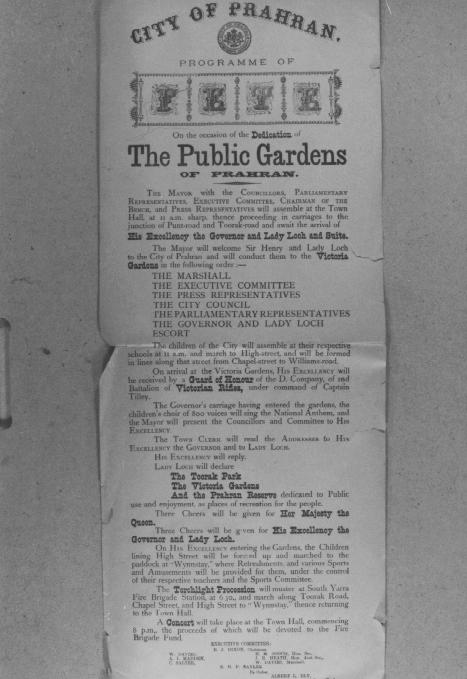 CITY OF PRAHRAN.
PROGRAMME OF
FETE
On the occasion of the Dedication of
The Public Gardens
OF PRAHRAN.
THE MAYOR with the COUNCILLORS, PARLIAMENTARY
REPRESENTATIVES, EXECUTIVE COMMITTEE, CHAIRMAN OF THE
BENCH, and PRESS REPRESENTATIVES will assemble at the Town
Hall, at 11 a.m. sharp, thence proceeding in carriages to the
junction of Punt-road and Toorak-road and await the arrival of
His Excellency the Governor and Lady Loch and Suite.
The Mayor will welcome Sir Henry and Lady Loch
to the City of Prahran and will conduct them to the Victoria
Gardens in the following order:—
THE MARSHALL
THE EXECUTIVE COMMITTEE
THE PRESS REPRESENTATIVES
THE CITY COUNCIL
THE PARLIAMENTARY REPRESENTATIVES
THE GOVERNOR AND LADY LOCH
ESCORT
The children of the City will assemble at their respective
schools at 11 a.m. and march to High-street, and will be formed
in lines along that street from Chapel-street to Williams-road.
On arrival at the Victoria Gardens, HIS EXCELLENCY will
be received by a Guard of Honour of the D. Company, of 2nd
Battalion of Victorian Rifles, under command of Captain
Tilley.
The Governor's carriage having entered the gardens, the
children's choir of 800 voices will sing the National Anthem, and
the Mayor will present the Councillors and Committee to HIS
EXCELLENCY.
THE TOWN CLERK will read the ADDRESSES to HIS
EXCELLENCY the GOVERNOR and to LADY LOCH.
HIS EXCELLENCY will reply.
LADY LOCH will declare
The Toorak Park
The Victoria Gardens
And the Prahran Reserve dedicated to Public
use and enjoyment, as places of recreation for the people.
Three Cheers will be given for Her Majesty the
Queen.
Three Cheers will be given for His Excellency the
Governor and Lady Loch.
On HIS EXCELLENCY entering the Gardens, the Children
lining High Street will be formed up and marched to the
paddock at "Wynnstay," where Refreshments and various Sports
and Amusements will be provided for them, under the control
of their respective teachers and the Sports Committee.
The Torchlight Procession will muster at South Yarra
Fire Brigade Station, at 6.30, and march along Toorak Road,
Chapel Street, and High Street to "Wynnstay," thence returning
to the Town Hall.
A Concert will take place at the Town Hall, commencing
8 p.m., the proceeds of which will be devoted to the Fire
Brigade Fund.
EXECUTIVE COMMITTEE:
R. J. DIXON, Chairman
W. DAVIES, Hon. Sec.,
A. J. MADDEN, J. R. HEATH, Hon. Asst. Sec.,
C. SALTER, W. DAVIES, Marshall.
By Order.
ALBERT L. ELY,